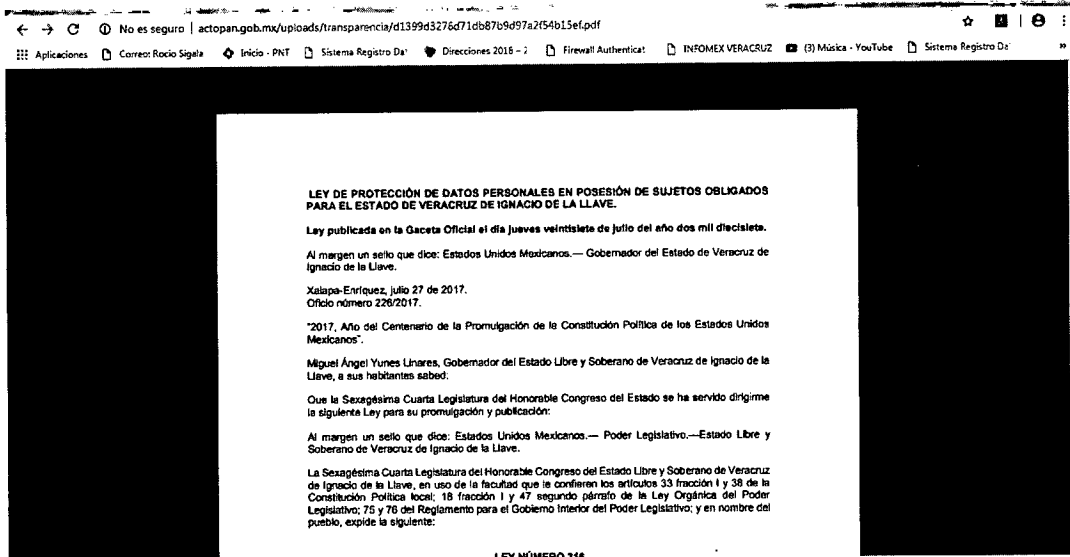 No es seguro | actopan.gob.mx/uploads/transparencia/d1399d3276d71db87b9d97a2f54b15ef.pdf
Aplicaciones Correo: Rocio Sigala Inicio - PNT Sistema Registro Da Direcciones 2016 – 2 Firewall Authenticat INFOMEX VERACRUZ (3) Música - YouTube Sistema Registro Da »
LEY DE PROTECCIÓN DE DATOS PERSONALES EN POSESIÓN DE SUJETOS OBLIGADOS
PARA EL ESTADO DE VERACRUZ DE IGNACIO DE LA LLAVE.
Ley publicada en la Gaceta Oficial el día jueves veintisiete de julio del año dos mil diecisiete.
Al margen un sello que dice: Estados Unidos Mexicanos.— Gobernador del Estado de Veracruz de
Ignacio de la Llave.
Xalapa-Enríquez, julio 27 de 2017.
Oficio número 226/2017.
"2017, Año del Centenario de la Promulgación de la Constitución Política de los Estados Unidos
Mexicanos".
Miguel Ángel Yunes Linares, Gobernador del Estado Libre y Soberano de Veracruz de Ignacio de la
Llave, a sus habitantes sabed:
Que la Sexagésima Cuarta Legislatura del Honorable Congreso del Estado se ha servido dirigirme
la siguiente Ley para su promulgación y publicación:
Al margen un sello que dice: Estados Unidos Mexicanos.— Poder Legislativo.—Estado Libre y
Soberano de Veracruz de Ignacio de la Llave.
La Sexagésima Cuarta Legislatura del Honorable Congreso del Estado Libre y Soberano de Veracruz
de Ignacio de la Llave, en uso de la facultad que le confieren los artículos 33 fracción I y 38 de la
Constitución Política local; 18 fracción I y 47 segundo párrafo de la Ley Orgánica del Poder
Legislativo; 75 y 76 del Reglamento para el Gobierno Interior del Poder Legislativo; y en nombre del
pueblo, expide la siguiente:
LEY NÚMERO 316